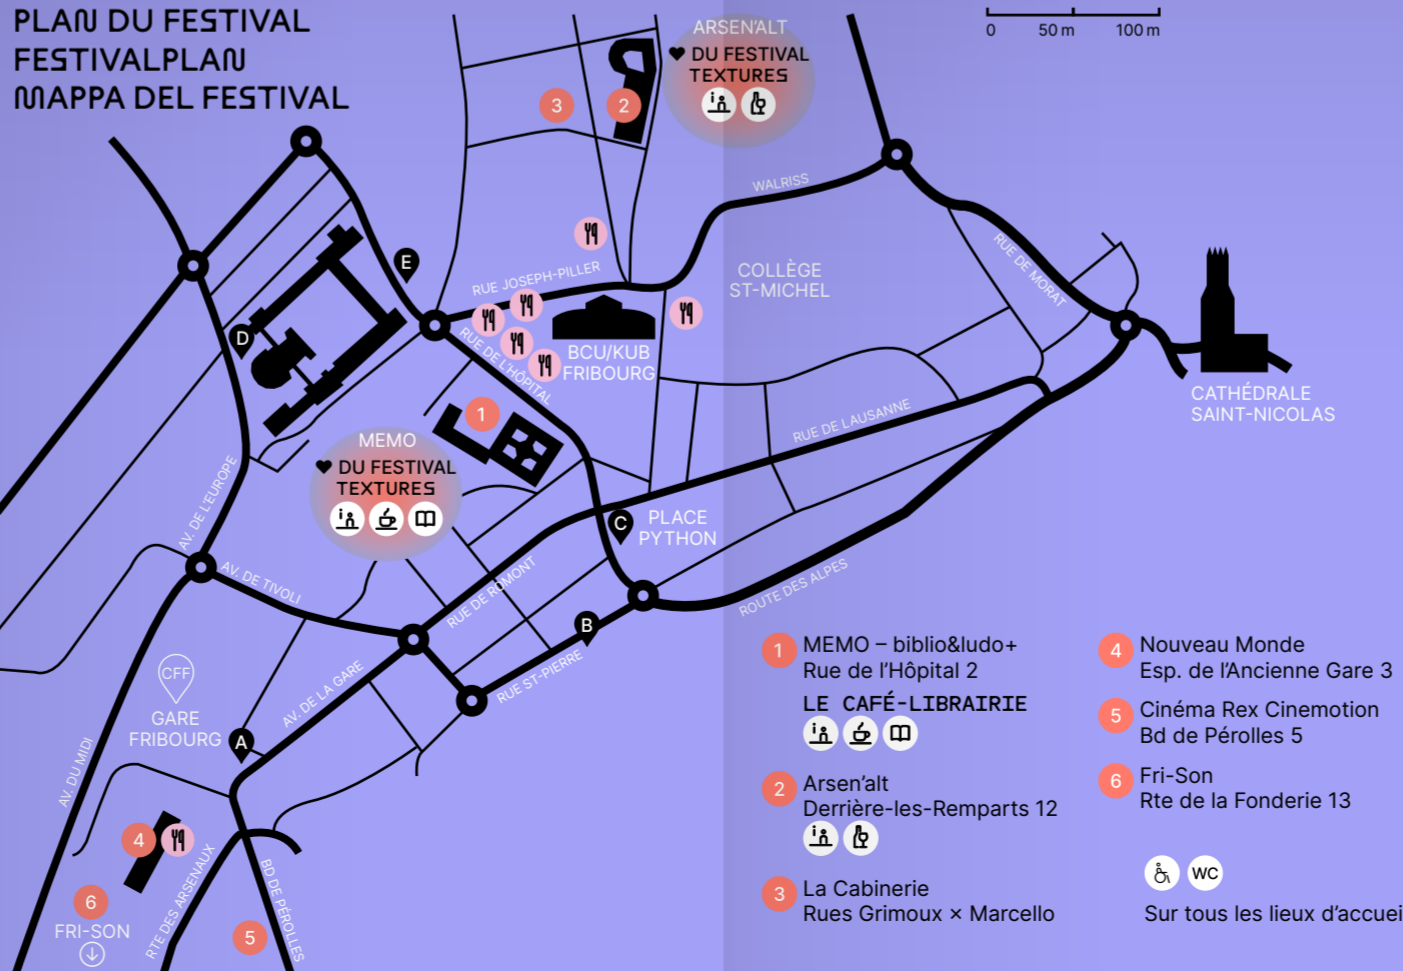 PLAN DU FESTIVAL
FESTIVALPLAN
MAPPA DEL FESTIVAL
0 50 m 100 m
ARSEN'ALT
♥ DU FESTIVAL
TEXTURES
3
2
WALRISS
E
RUE JOSEPH-PILLER
COLLÈGE
ST-MICHEL
RUE DE MORAT
D
RUE DE L'HÔPITAL
BCU/KUB
FRIBOURG
CATHÉDRALE
SAINT-NICOLAS
1
RUE DE LAUSANNE
MEMO
♥ DU FESTIVAL
TEXTURES
AV. DE L'EUROPE
C
PLACE
PYTHON
AV. DE TIVOLI
RUE DE ROMONT
ROUTE DES ALPES
B
RUE ST-PIERRE
CFF
GARE
FRIBOURG
A
AV. DE LA GARE
AV. DU MIDI
4
6
FRI-SON
RTE DES ARSENAUX
BD DE PÉROLLES
5
1 MEMO – biblio&ludo+
Rue de l’Hôpital 2
LE CAFÉ-LIBRAIRIE
2 Arsen’alt
Derrière-les-Remparts 12
3 La Cabinerie
Rues Grimoux × Marcello
4 Nouveau Monde
Esp. de l’Ancienne Gare 3
5 Cinéma Rex Cinemotion
Bd de Pérolles 5
6 Fri-Son
Rte de la Fonderie 13
WC
Sur tous les lieux d’accuei